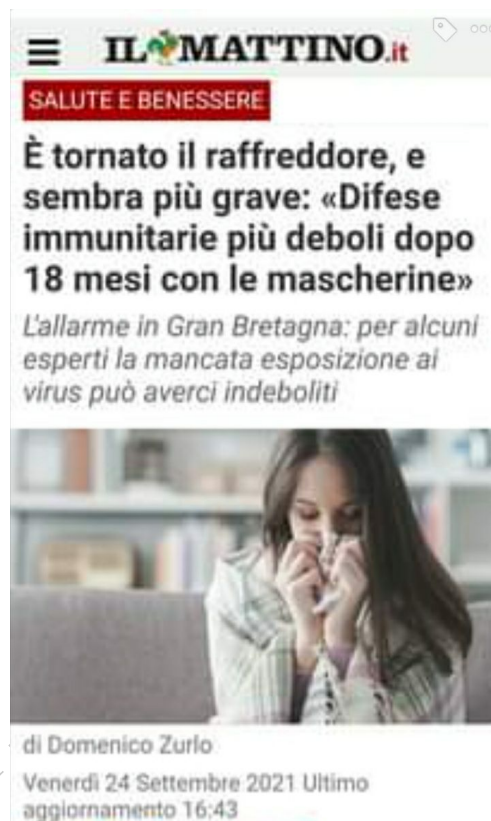 IL MATTINO.it
SALUTE E BENESSERE
È tornato il raffreddore, e
sembra più grave: «Difese
immunitarie più deboli dopo
18 mesi con le mascherine»
L'allarme in Gran Bretagna: per alcuni
esperti la mancata esposizione ai
virus può averci indeboliti
di Domenico Zurlo
Venerdì 24 Settembre 2021 Ultimo
aggiornamento 16:43